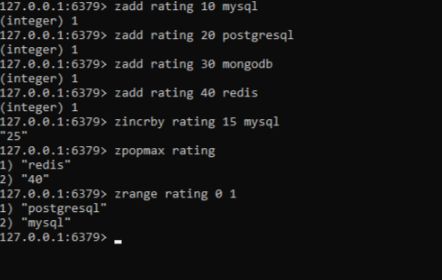 127.0.0.1:6379> zadd rating 10 mysql
(integer) 1
127.0.0.1:6379> zadd rating 20 postgresql
(integer) 1
127.0.0.1:6379> zadd rating 30 mongodb
(integer) 1
127.0.0.1:6379> zadd rating 40 redis
(integer) 1
127.0.0.1:6379> zincrby rating 15 mysql
"25"
127.0.0.1:6379> zpopmax rating
1) "redis"
2) "40"
127.0.0.1:6379> zrange rating 0 1
1) "postgresql"
2) "mysql"
127.0.0.1:6379>